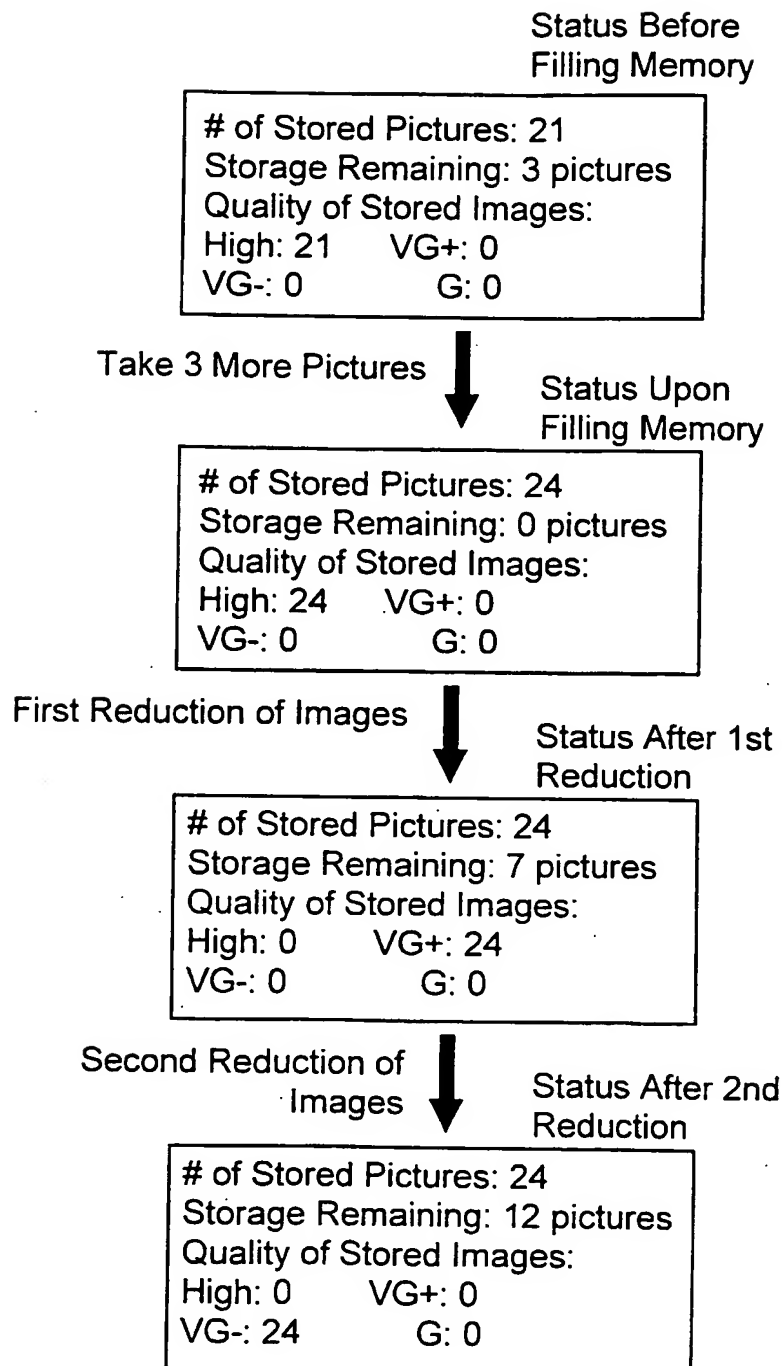 Status Before
Filling Memory
# of Stored Pictures: 21
Storage Remaining: 3 pictures
Quality of Stored Images:
High: 21 VG+: 0
VG-: 0 G: 0
Take 3 More Pictures
Status Upon
Filling Memory
# of Stored Pictures: 24
Storage Remaining: 0 pictures
Quality of Stored Images:
High: 24 VG+: 0
VG-: 0 G: 0
First Reduction of Images
Status After 1st
Reduction
# of Stored Pictures: 24
Storage Remaining: 7 pictures
Quality of Stored Images:
High: 0 VG+: 24
VG-: 0 G: 0
Second Reduction of
Images
Status After 2nd
Reduction
# of Stored Pictures: 24
Storage Remaining: 12 pictures
Quality of Stored Images:
High: 0 VG+: 0
VG-: 24 G: 0